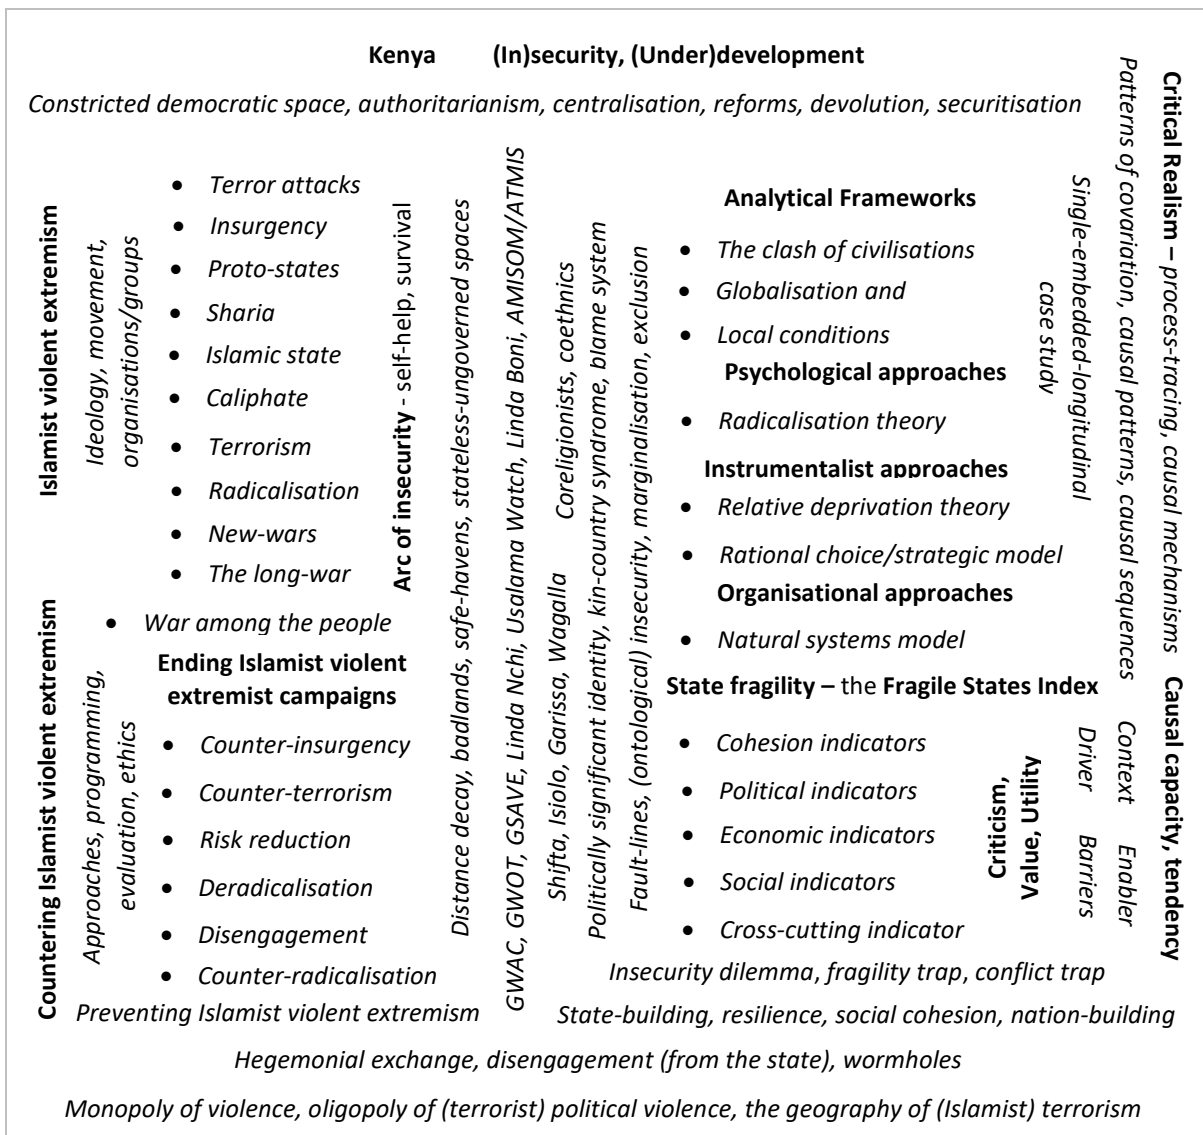 Kenya (In)security, (Under)development
Constricted democratic space, authoritarianism, centralisation, reforms, devolution, securitisation
Islamist violent extremism
Ideology, movement,
organisations/groups
• Terror attacks
• Insurgency
• Proto-states
• Sharia
• Islamic state
• Caliphate
• Terrorism
• Radicalisation
• New-wars
• The long-war
• War among the people
Countering Islamist violent extremism
Approaches, programming,
evaluation, ethics
Ending Islamist violent
extremist campaigns
• Counter-insurgency
• Counter-terrorism
• Risk reduction
• Deradicalisation
• Disengagement
• Counter-radicalisation
Preventing Islamist violent extremism
Arc of insecurity - self-help, survival
Distance decay, badlands, safe-havens, stateless-ungoverned spaces
GWAC, GWOT, GSAVE, Linda Nchi, Usalama Watch, Linda Boni, AMISOM/ATMIS
Shifta, Isiolo, Garissa, Wagalla Coreligionists, coethnics
Politically significant identity, kin-country syndrome, blame system
Fault-lines, (ontological) insecurity, marginalisation, exclusion
Analytical Frameworks
• The clash of civilisations
• Globalisation and
• Local conditions
Psychological approaches
• Radicalisation theory
Instrumentalist approaches
• Relative deprivation theory
• Rational choice/strategic model
Organisational approaches
• Natural systems model
State fragility – the Fragile States Index
• Cohesion indicators
• Political indicators
• Economic indicators
• Social indicators
• Cross-cutting indicator
Criticism,
Value, Utility
Single-embedded-longitudinal
case study
Patterns of covariation, causal patterns, causal sequences
Critical Realism – process-tracing, causal mechanisms
Driver Barriers
Context Enabler
Causal capacity, tendency
Insecurity dilemma, fragility trap, conflict trap
State-building, resilience, social cohesion, nation-building
Hegemonial exchange, disengagement (from the state), wormholes
Monopoly of violence, oligopoly of (terrorist) political violence, the geography of (Islamist) terrorism